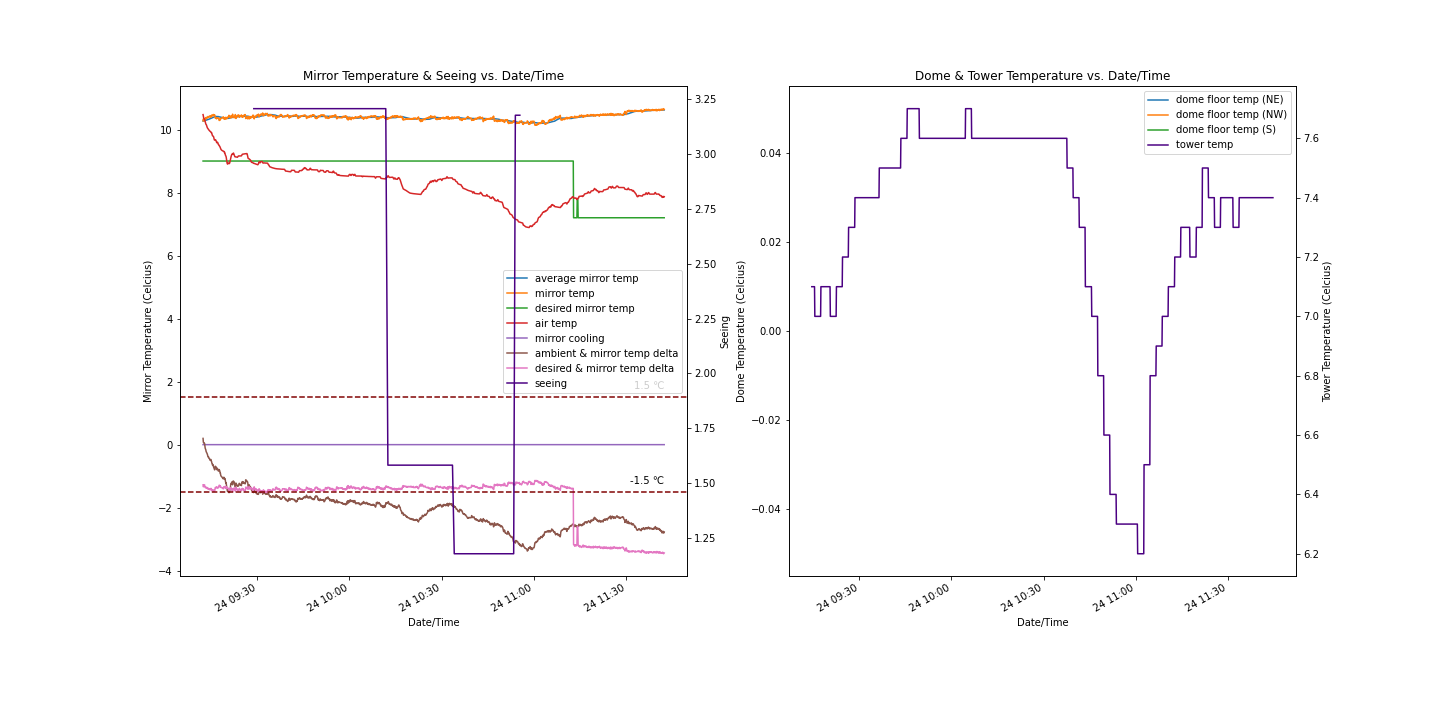 Mirror Temperature & Seeing vs. Date/Time
Mirror Temperature (Celcius)
10
8
6
4
2
0
−2
−4
3.25
3.00
2.75
2.50
2.25
2.00
1.75
1.50
1.25
Seeing
average mirror temp
mirror temp
desired mirror temp
air temp
mirror cooling
ambient & mirror temp delta
desired & mirror temp delta
seeing
1.5 ℃
-1.5 ℃
24 09:30
24 10:00
24 10:30
24 11:00
24 11:30
Date/Time
Dome & Tower Temperature vs. Date/Time
Dome Temperature (Celcius)
0.04
0.02
0.00
−0.02
−0.04
dome floor temp (NE)
dome floor temp (NW)
dome floor temp (S)
tower temp
7.6
7.4
7.2
7.0
6.8
6.6
6.4
6.2
Tower Temperature (Celcius)
24 09:30
24 10:00
24 10:30
24 11:00
24 11:30
Date/Time